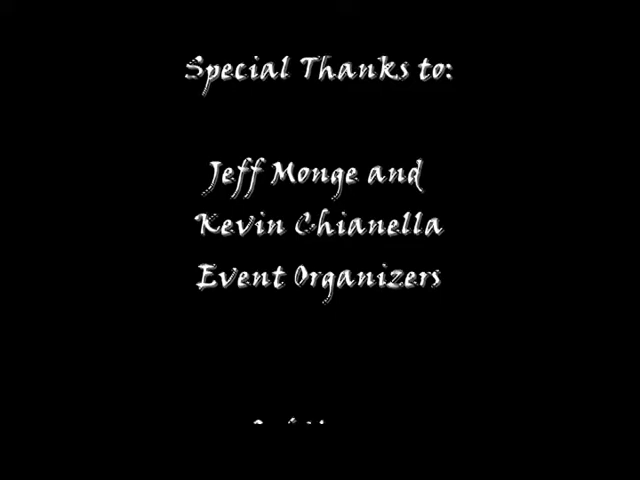 Special Thanks to:
Jeff Monge and
Kevin Chianella
Event Organizers